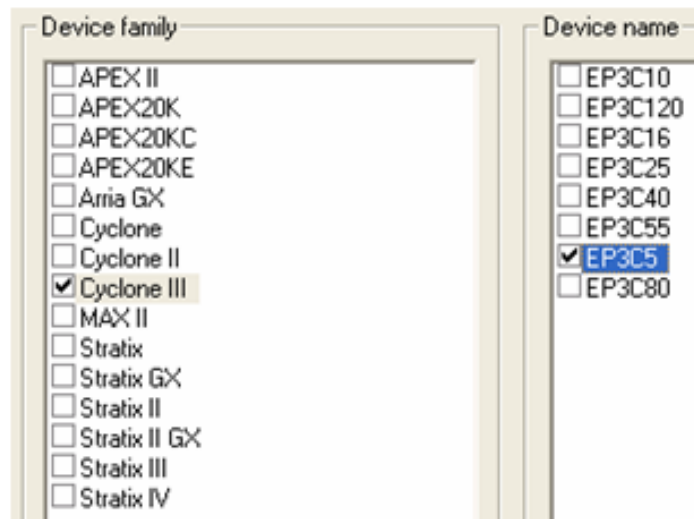 Device family
APEX II
APEX20K
APEX20KC
APEX20KE
Arria GX
Cyclone
Cyclone II
Cyclone III
MAX II
Stratix
Stratix GX
Stratix II
Stratix II GX
Stratix III
Stratix IV
Device name
EP3C10
EP3C120
EP3C16
EP3C25
EP3C40
EP3C55
EP3C5
EP3C80